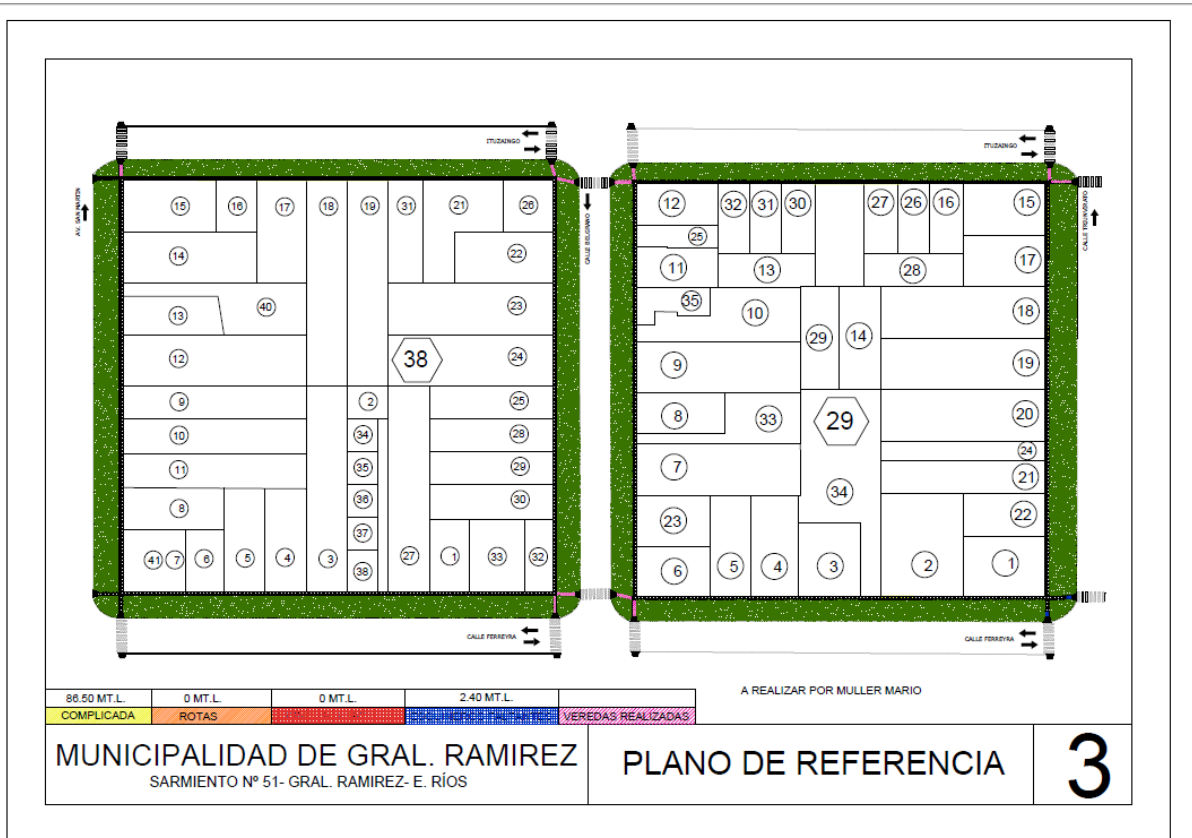 ITUZAINGO
ITUZAINGO
AV. SAN MARTIN
CALLE BELGRANO
15 16 17 18 19 31 21 26
14 22
13 40 23
12 38 24
9 2 25
10 34 28
11 35 29
8 36 30
37
41 7 6 5 4 3 38 27 1 33 32
12 32 31 30 27 26 16 15
25
11 13 28 17
35 10 29 14 18
9 19
8 33 29 20
24
7 34 21
23 22
6 5 4 3 2 1
CALLE FERREYRA
CALLE FERREYRA
86.50 MT.L. 0 MT.L. 0 MT.L. 2.40 MT.L.
COMPLICADA ROTAS VEREDAS REALIZADAS
A REALIZAR POR MULLER MARIO
MUNICIPALIDAD DE GRAL. RAMIREZ
SARMIENTO Nº 51- GRAL. RAMIREZ- E. RÍOS
PLANO DE REFERENCIA
3